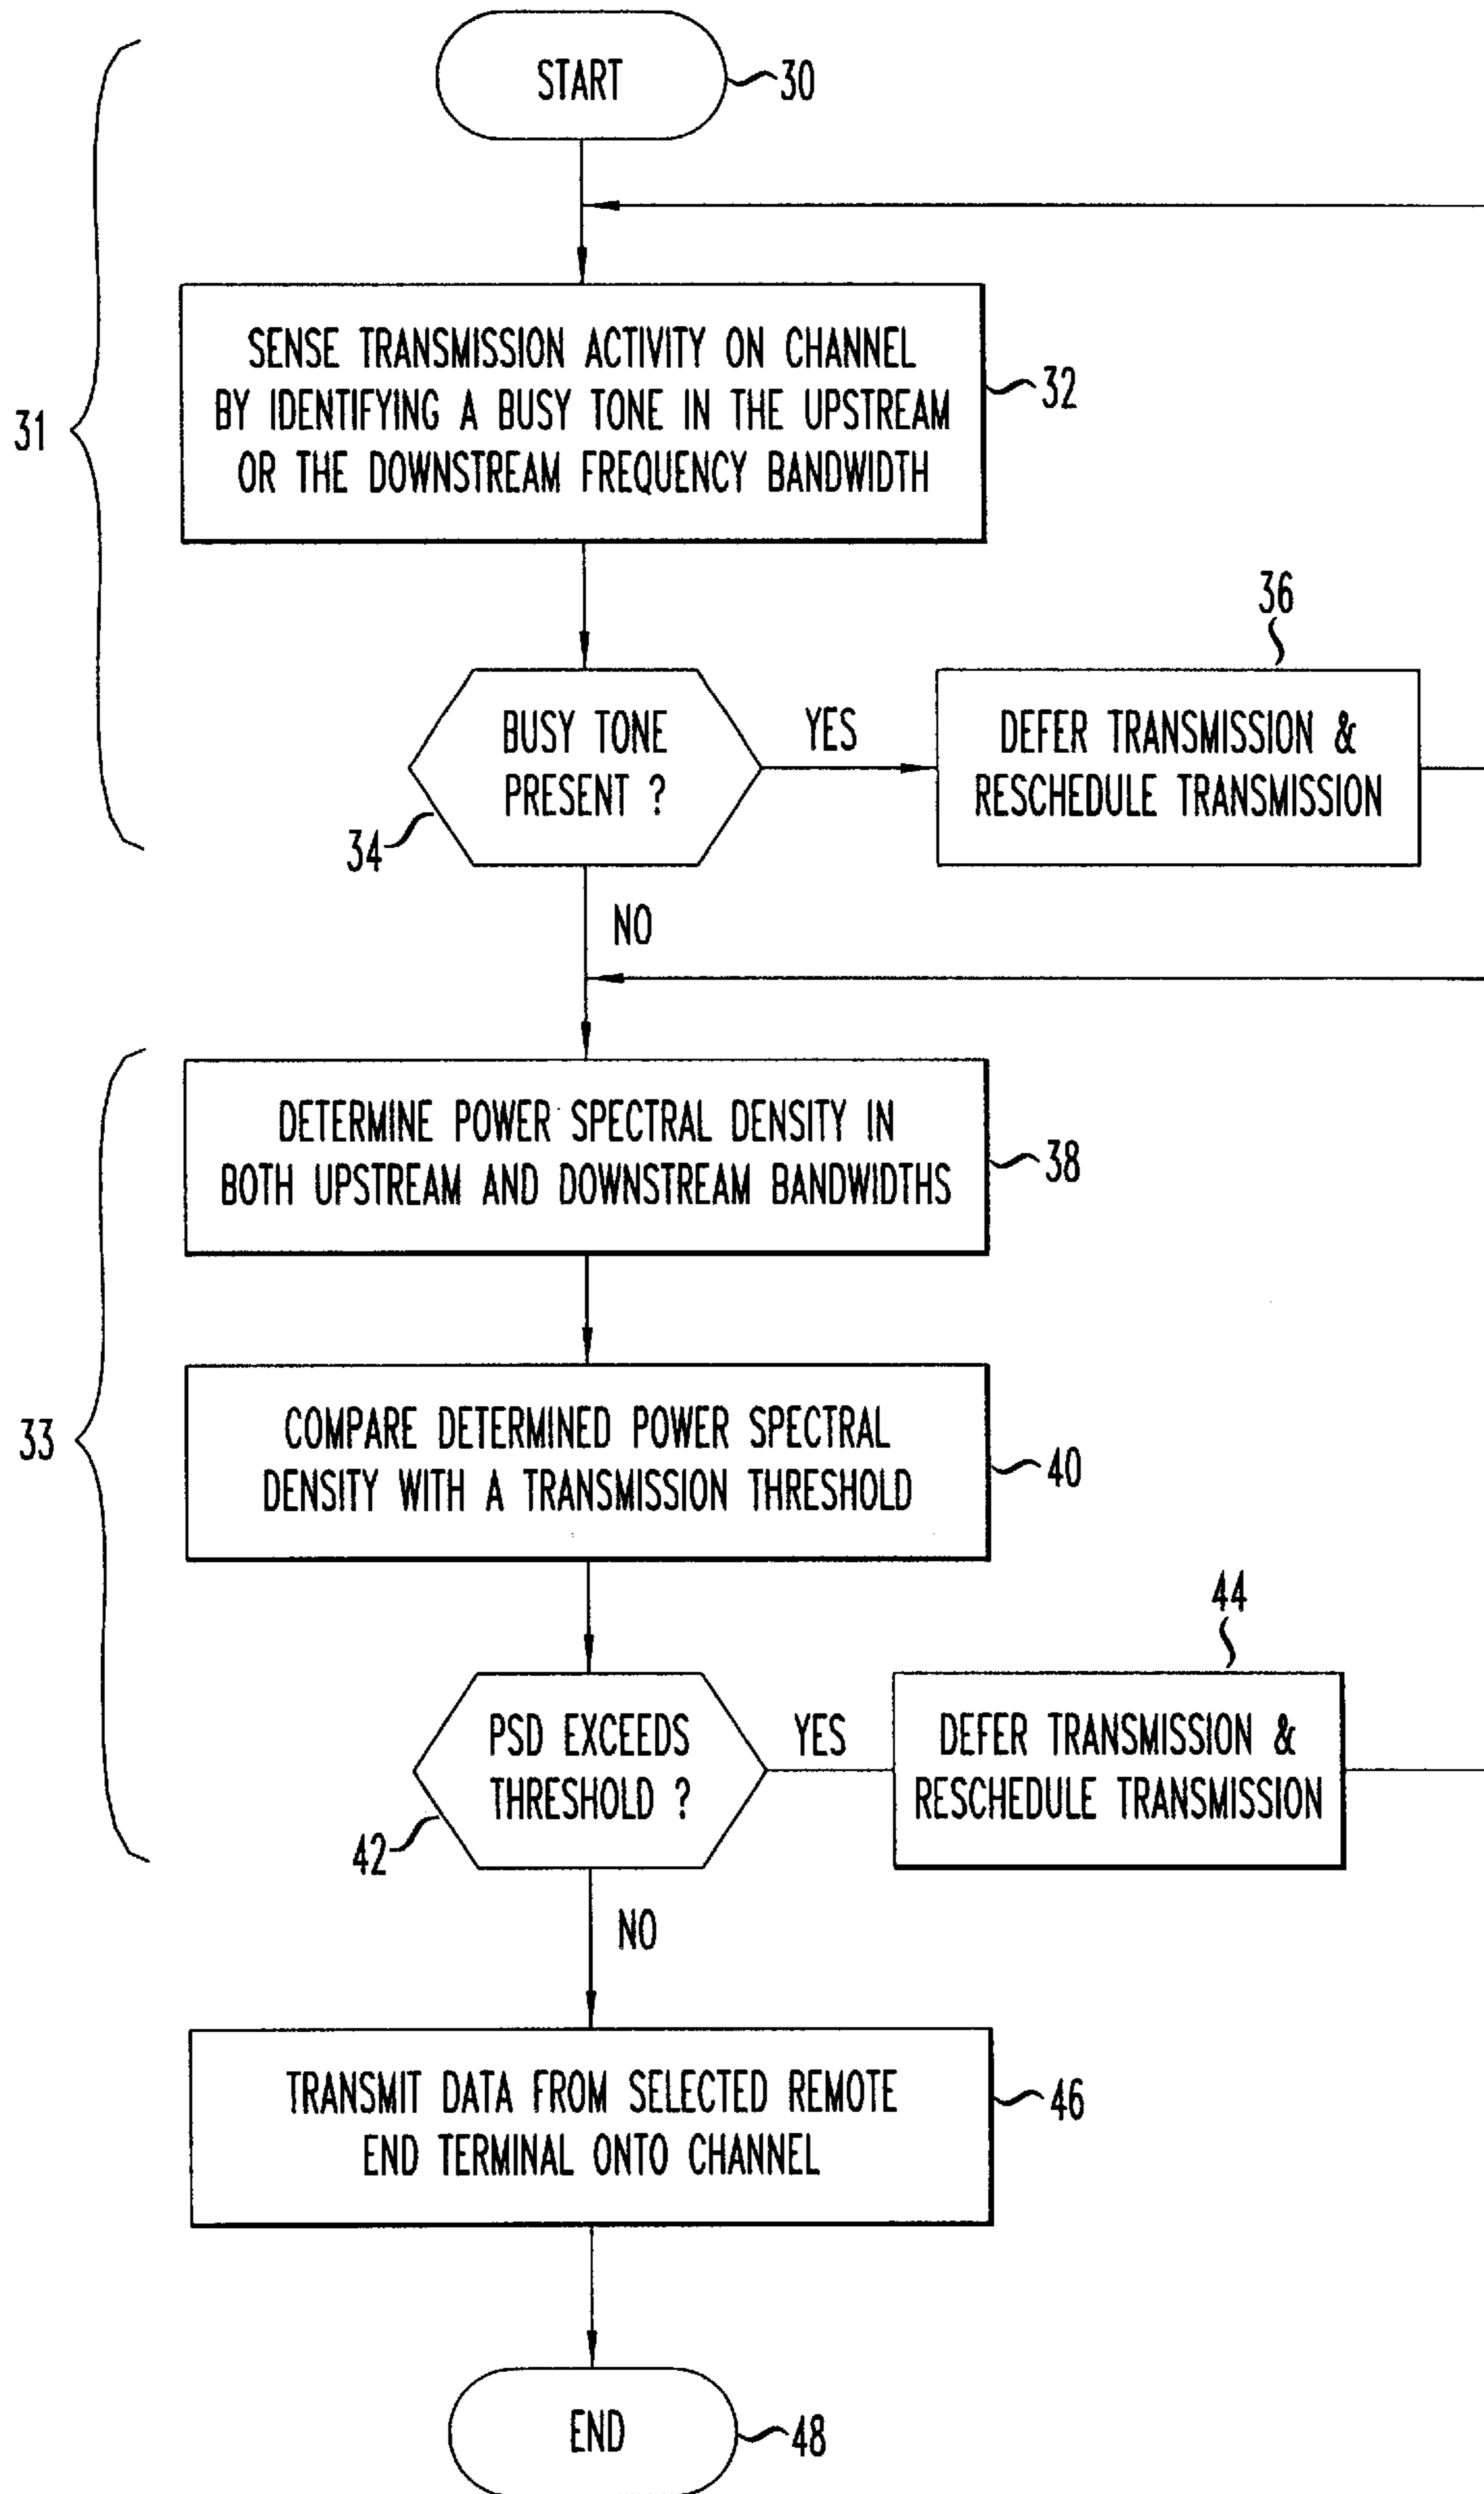 START
30
31
SENSE TRANSMISSION ACTIVITY ON CHANNEL
BY IDENTIFYING A BUSY TONE IN THE UPSTREAM
OR THE DOWNSTREAM FREQUENCY BANDWIDTH
32
36
BUSY TONE
PRESENT ?
YES
DEFER TRANSMISSION &
RESCHEDULE TRANSMISSION
34
NO
DETERMINE POWER SPECTRAL DENSITY IN
BOTH UPSTREAM AND DOWNSTREAM BANDWIDTHS
38
33
COMPARE DETERMINED POWER SPECTRAL
DENSITY WITH A TRANSMISSION THRESHOLD
40
44
PSD EXCEEDS
THRESHOLD ?
YES
DEFER TRANSMISSION &
RESCHEDULE TRANSMISSION
42
NO
TRANSMIT DATA FROM SELECTED REMOTE
END TERMINAL ONTO CHANNEL
46
END
48